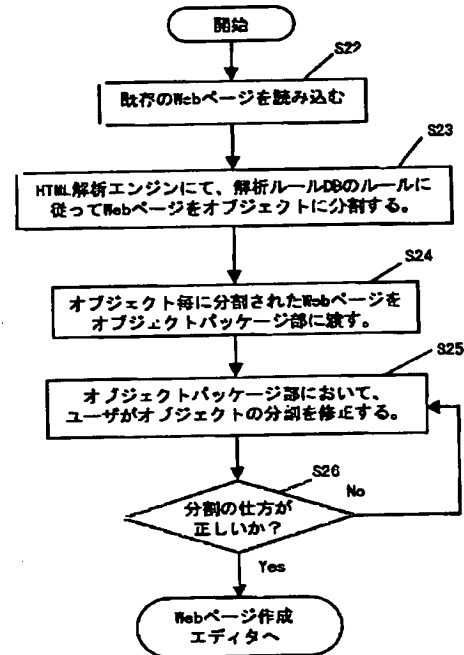 開始
S22
既存のWebページを読み込む
S23
HTML解析エンジンにて、解析ルールDBのルールに
従ってWebページをオブジェクトに分割する。
S24
オブジェクト毎に分割されたWebページを
オブジェクトパッケージ部に渡す。
S25
オブジェクトパッケージ部において、
ユーザがオブジェクトの分割を修正する。
S26
分割の仕方が
正しいか？
No
Yes
Webページ作成
エディタへ